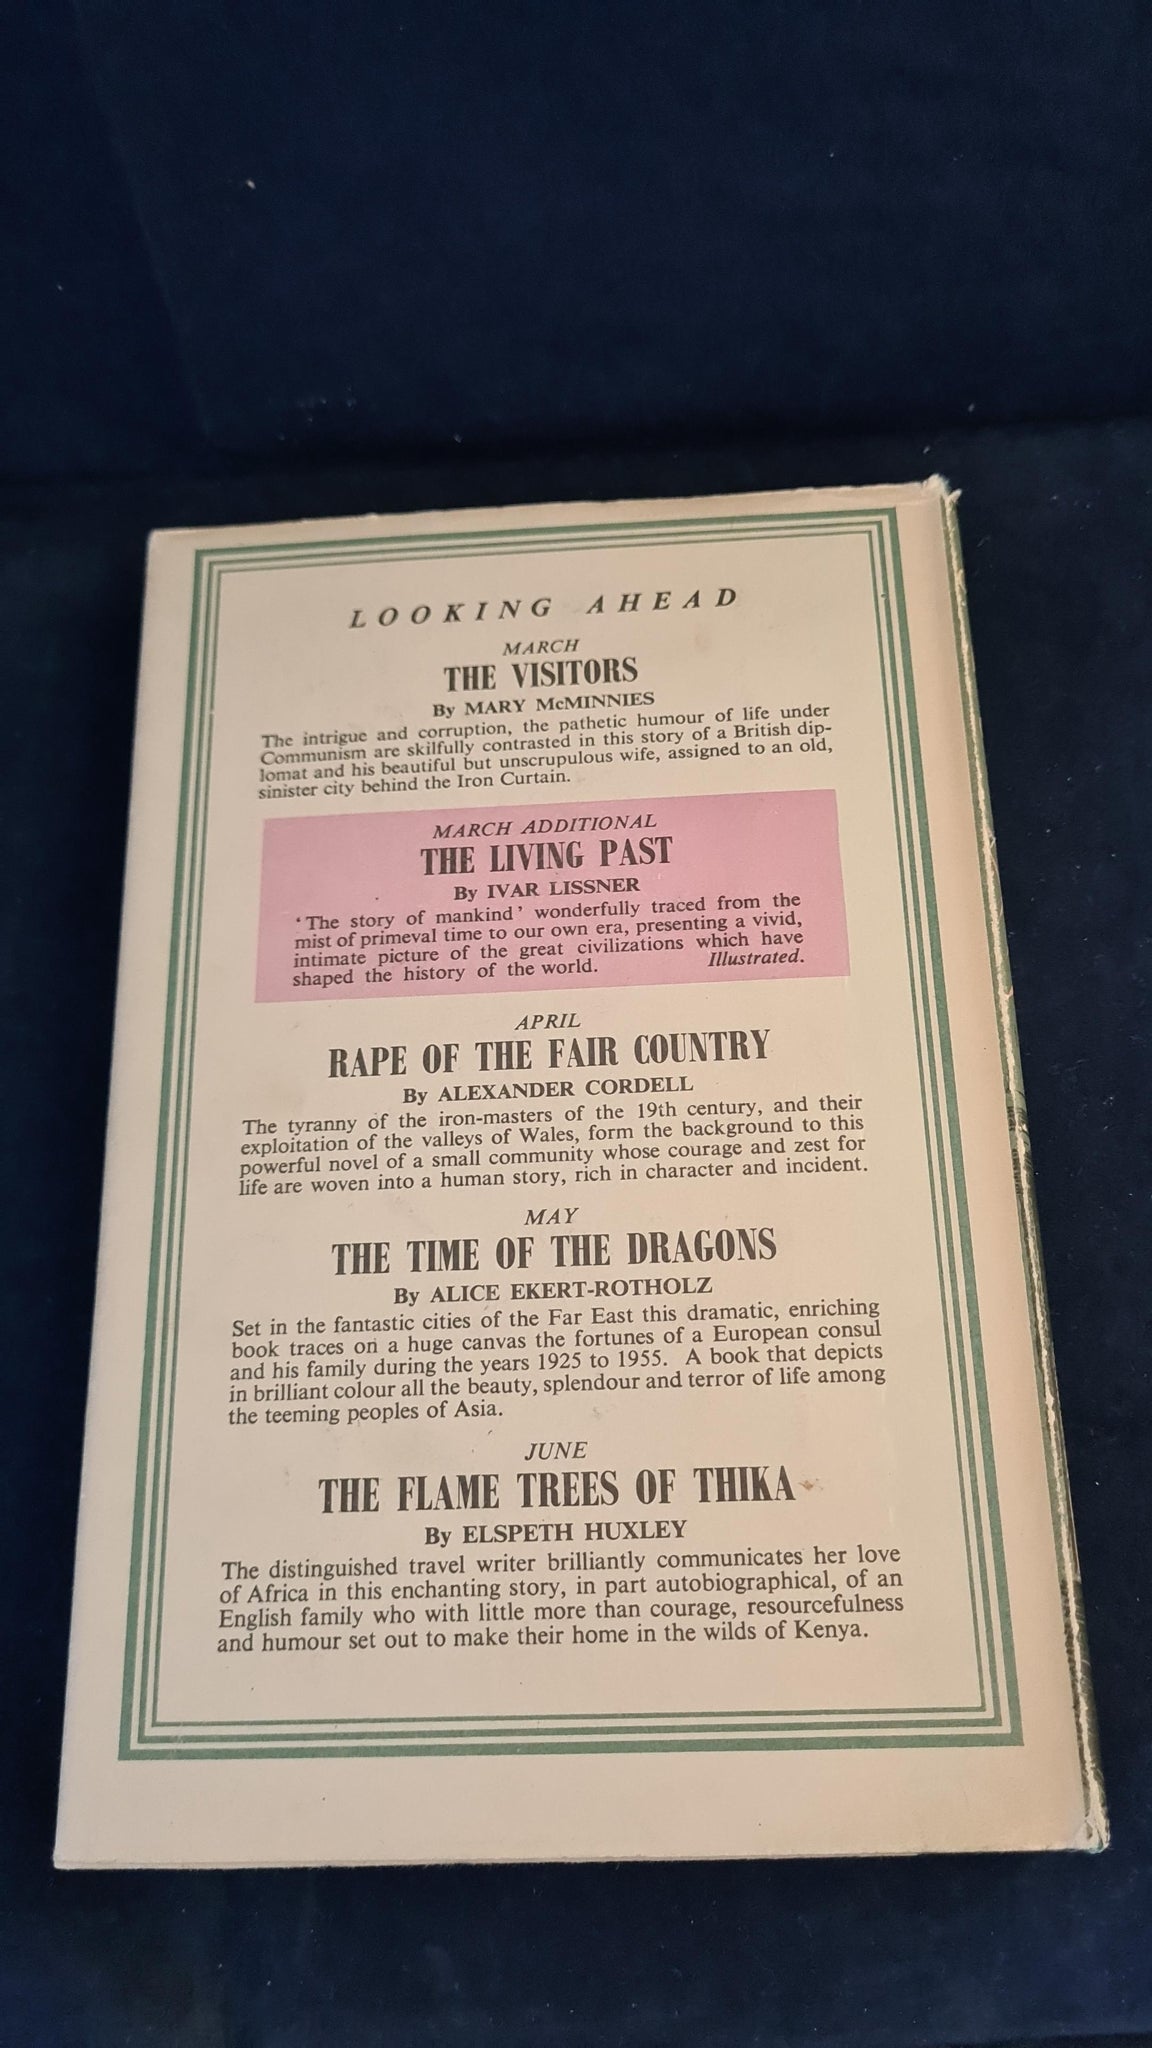 LOOKING AHEAD
MARCH
THE VISITORS
By MARY McMINNIES
The intrigue and corruption, the pathetic humour of life under
Communism are skilfully contrasted in this story of a British dip-
lomat and his beautiful but unscrupulous wife, assigned to an old,
sinister city behind the Iron Curtain.
MARCH ADDITIONAL
THE LIVING PAST
By IVAR LISSNER
'The story of mankind' wonderfully traced from the
mist of primeval time to our own era, presenting a vivid,
intimate picture of the great civilizations which have
shaped the history of the world. Illustrated.
APRIL
RAPE OF THE FAIR COUNTRY
By ALEXANDER CORDELL
The tyranny of the iron-masters of the 19th century, and their
exploitation of the valleys of Wales, form the background to this
powerful novel of a small community whose courage and zest for
life are woven into a human story, rich in character and incident.
MAY
THE TIME OF THE DRAGONS
By ALICE EKERT-ROTHOLZ
Set in the fantastic cities of the Far East this dramatic, enriching
book traces on a huge canvas the fortunes of a European consul
and his family during the years 1925 to 1955. A book that depicts
in brilliant colour all the beauty, splendour and terror of life among
the teeming peoples of Asia.
JUNE
THE FLAME TREES OF THIKA
By ELSPETH HUXLEY
The distinguished travel writer brilliantly communicates her love
of Africa in this enchanting story, in part autobiographical, of an
English family who with little more than courage, resourcefulness
and humour set out to make their home in the wilds of Kenya.